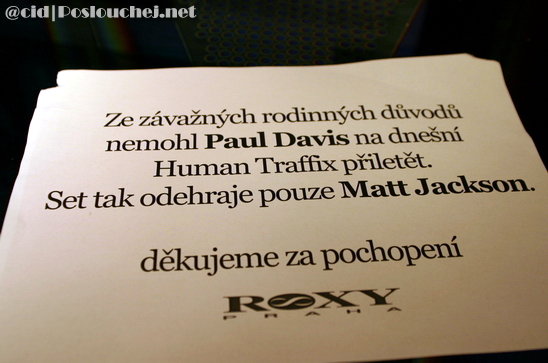 @cid|Poslouchej.net
Ze závažných rodinných důvodů
nemohl Paul Davis na dnešní
Human Traffix přiletět.
Set tak odehraje pouze Matt Jackson.
děkujeme za pochopení
ROXY
PRAHA